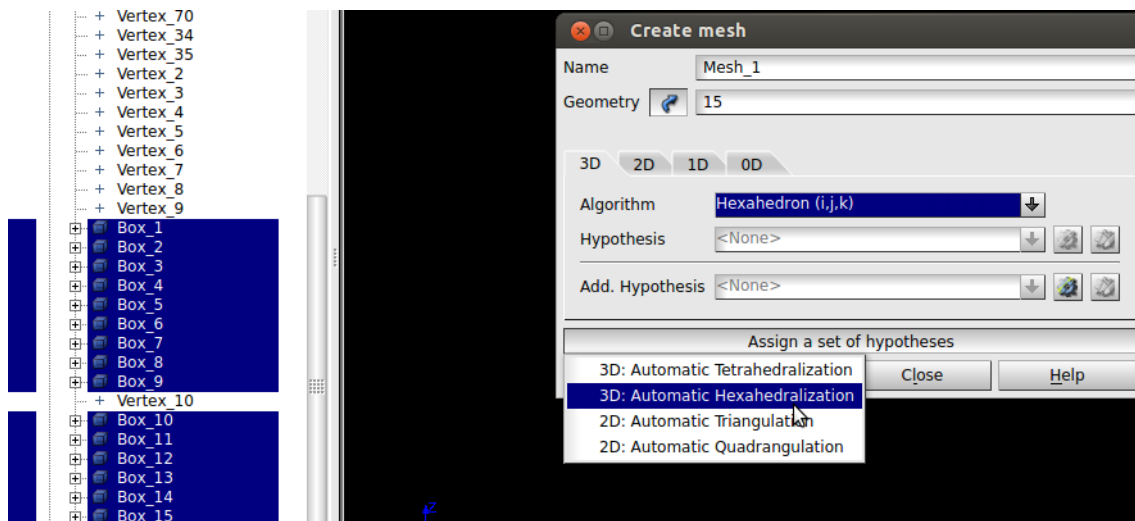 Vertex_70
Vertex_34
Vertex_35
Vertex_2
Vertex_3
Vertex_4
Vertex_5
Vertex_6
Vertex_7
Vertex_8
Vertex_9
Box_1
Box_2
Box_3
Box_4
Box_5
Box_6
Box_7
Box_8
Box_9
Vertex_10
Box_10
Box_11
Box_12
Box_13
Box_14
Box_15
Create mesh
Name Mesh_1
Geometry 15
3D 2D 1D 0D
Algorithm Hexahedron (i,j,k)
Hypothesis <None>
Add. Hypothesis <None>
Assign a set of hypotheses
3D: Automatic Tetrahedralization
3D: Automatic Hexahedralization
2D: Automatic Triangulation
2D: Automatic Quadrangulation
Close Help
Z